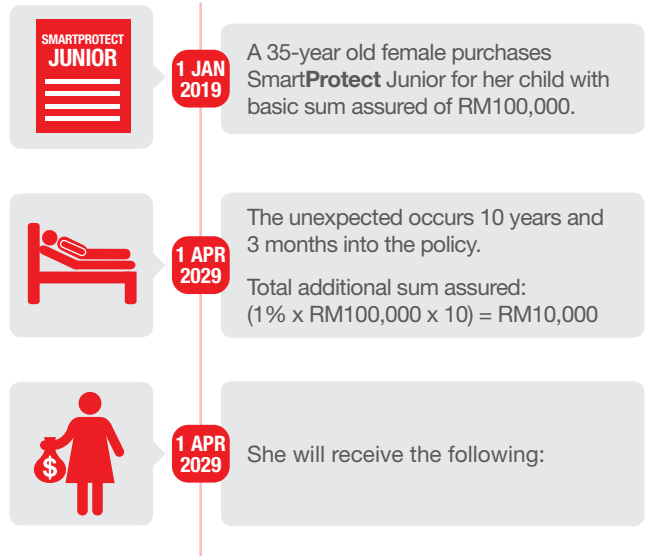 SMARTPROTECT
JUNIOR
1 JAN
2019
A 35-year old female purchases
SmartProtect Junior for her child with
basic sum assured of RM100,000.
1 APR
2029
The unexpected occurs 10 years and
3 months into the policy.
Total additional sum assured:
(1% x RM100,000 x 10) = RM10,000
$
1 APR
2029
She will receive the following: